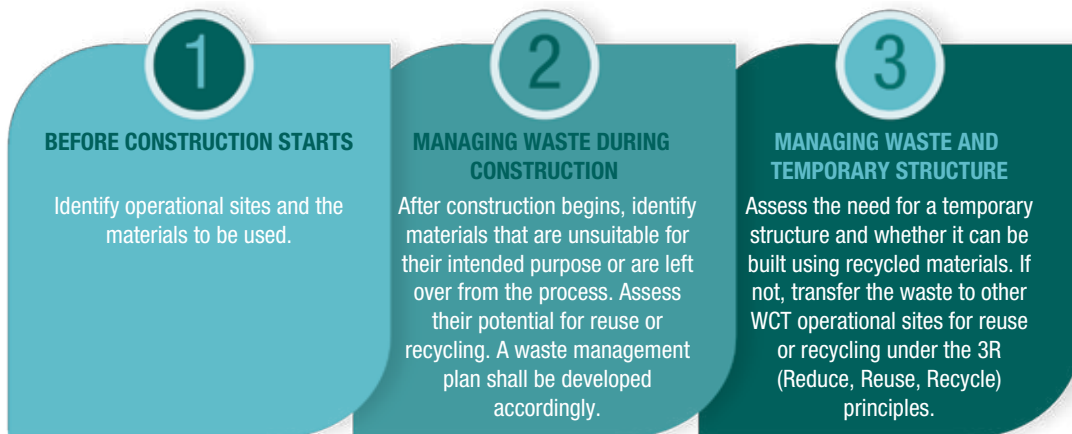 1
BEFORE CONSTRUCTION STARTS
Identify operational sites and the
materials to be used.
2
MANAGING WASTE DURING
CONSTRUCTION
After construction begins, identify
materials that are unsuitable for
their intended purpose or are left
over from the process. Assess
their potential for reuse or
recycling. A waste management
plan shall be developed
accordingly.
3
MANAGING WASTE AND
TEMPORARY STRUCTURE
Assess the need for a temporary
structure and whether it can be
built using recycled materials. If
not, transfer the waste to other
WCT operational sites for reuse
or recycling under the 3R
(Reduce, Reuse, Recycle)
principles.